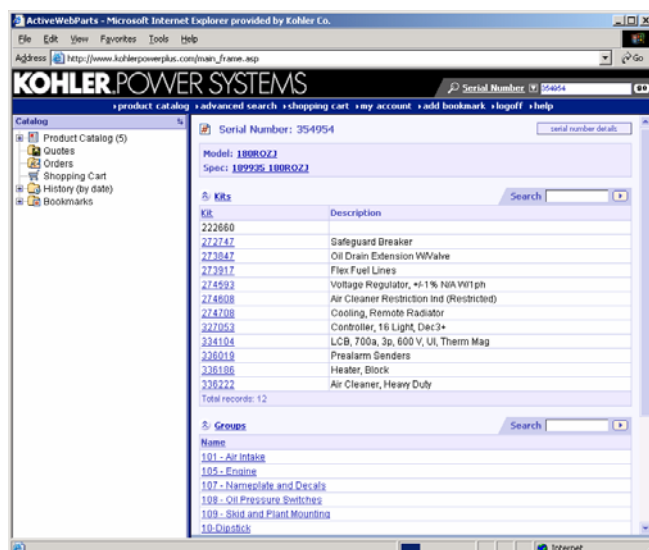 ActiveWebParts - Microsoft Internet Explorer provided by Kohler Co.
File Edit View Favorites Tools Help
Address http://www.kohlerpowerplus.com/main_frame.asp Go
KOHLER.POWER SYSTEMS
Serial Number 354954 GO
product catalog advanced search shopping cart my account add bookmark logoff help
Catalog
Product Catalog (5)
Quotes
Orders
Shopping Cart
History (by date)
Bookmarks
Serial Number: 354954 serial number details
Model: 180ROZJ
Spec: 109935 180ROZJ
Kits Search
Kit Description
222660
272747 Safeguard Breaker
273847 Oil Drain Extension W/Valve
273917 Flex Fuel Lines
274593 Voltage Regulator, +/-1% N/A W/1ph
274608 Air Cleaner Restriction Ind (Restricted)
274708 Cooling, Remote Radiator
327053 Controller, 16 Light, Dec3+
334104 LCB, 700a, 3p, 600 V, UI, Therm Mag
336019 Prealarm Senders
336186 Heater, Block
336222 Air Cleaner, Heavy Duty
Total records: 12
Groups Search
Name
101 - Air Intake
105 - Engine
107 - Nameplate and Decals
108 - Oil Pressure Switches
109 - Skid and Plant Mounting
10-Dipstick
Internet